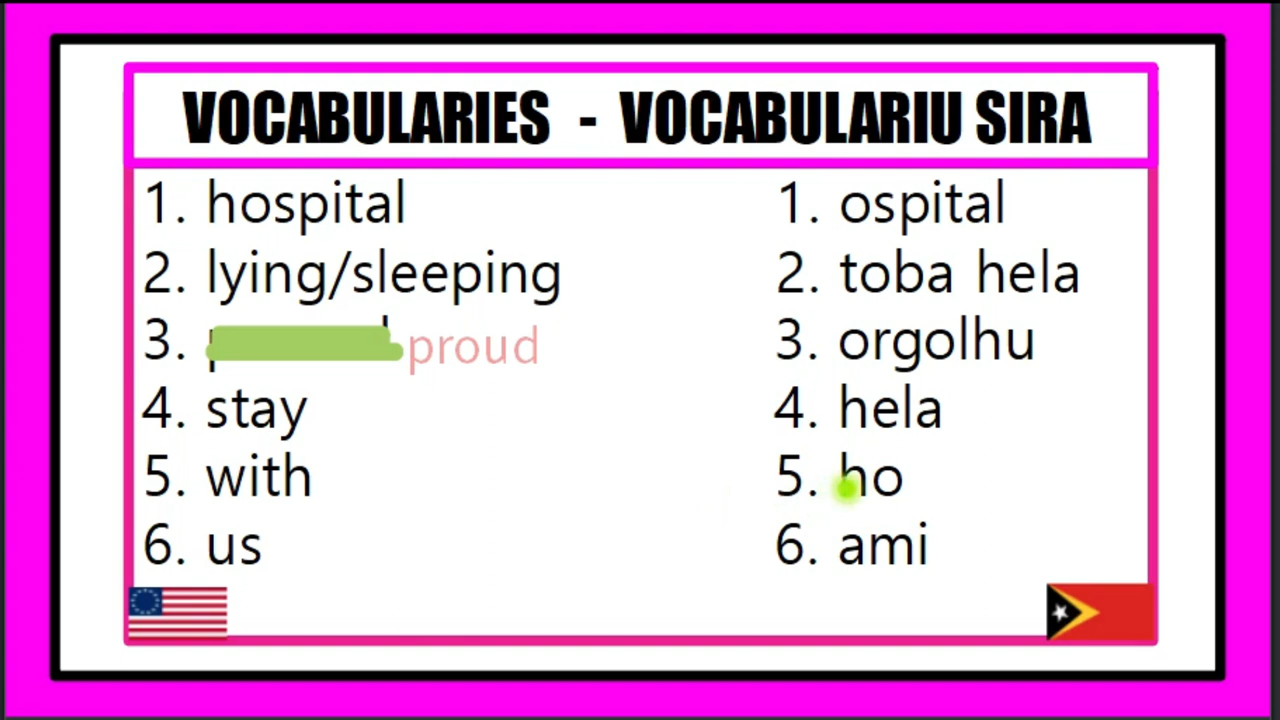 VOCABULARIES - VOCABULARIU SIRA
1. hospital
2. lying/sleeping
3. proud
4. stay
5. with
6. us
1. ospital
2. toba hela
3. orgolhu
4. hela
5. ho
6. ami